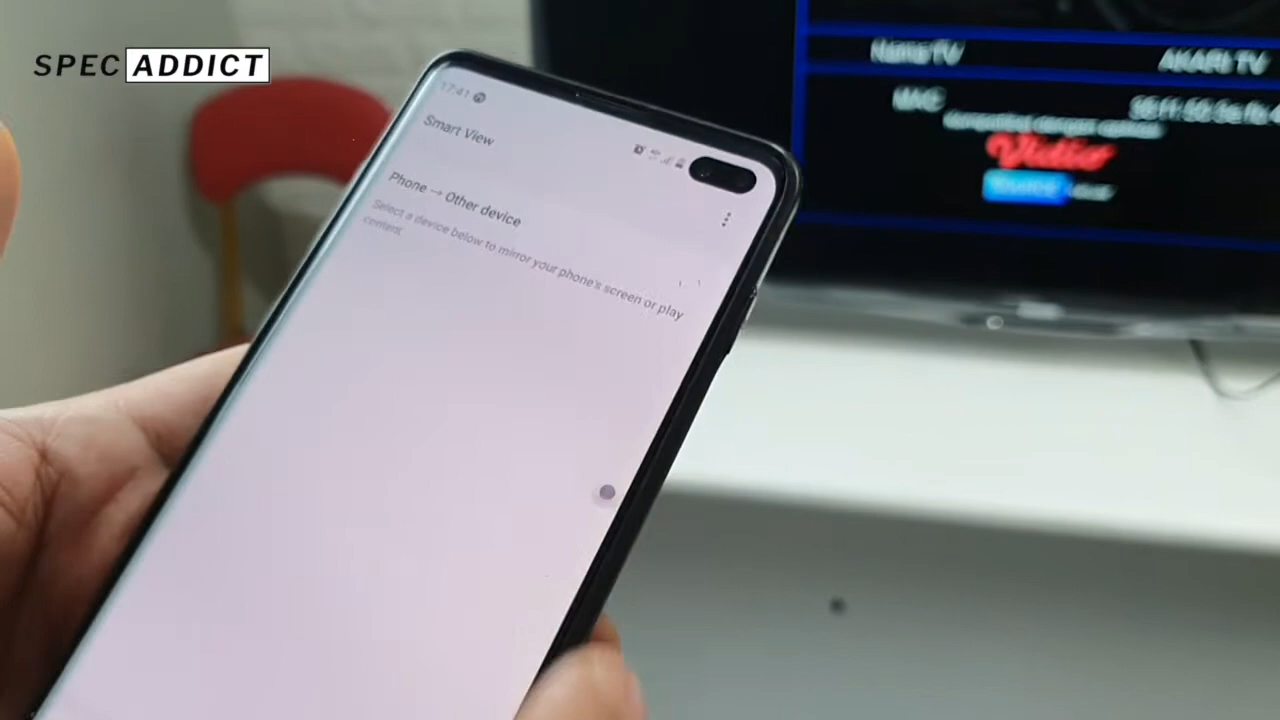 SPEC ADDICT
17:41
Smart View
Phone → Other device
Select a device below to mirror your phone's screen or play
content.
Name TV AKARI TV
MAC
Vidio